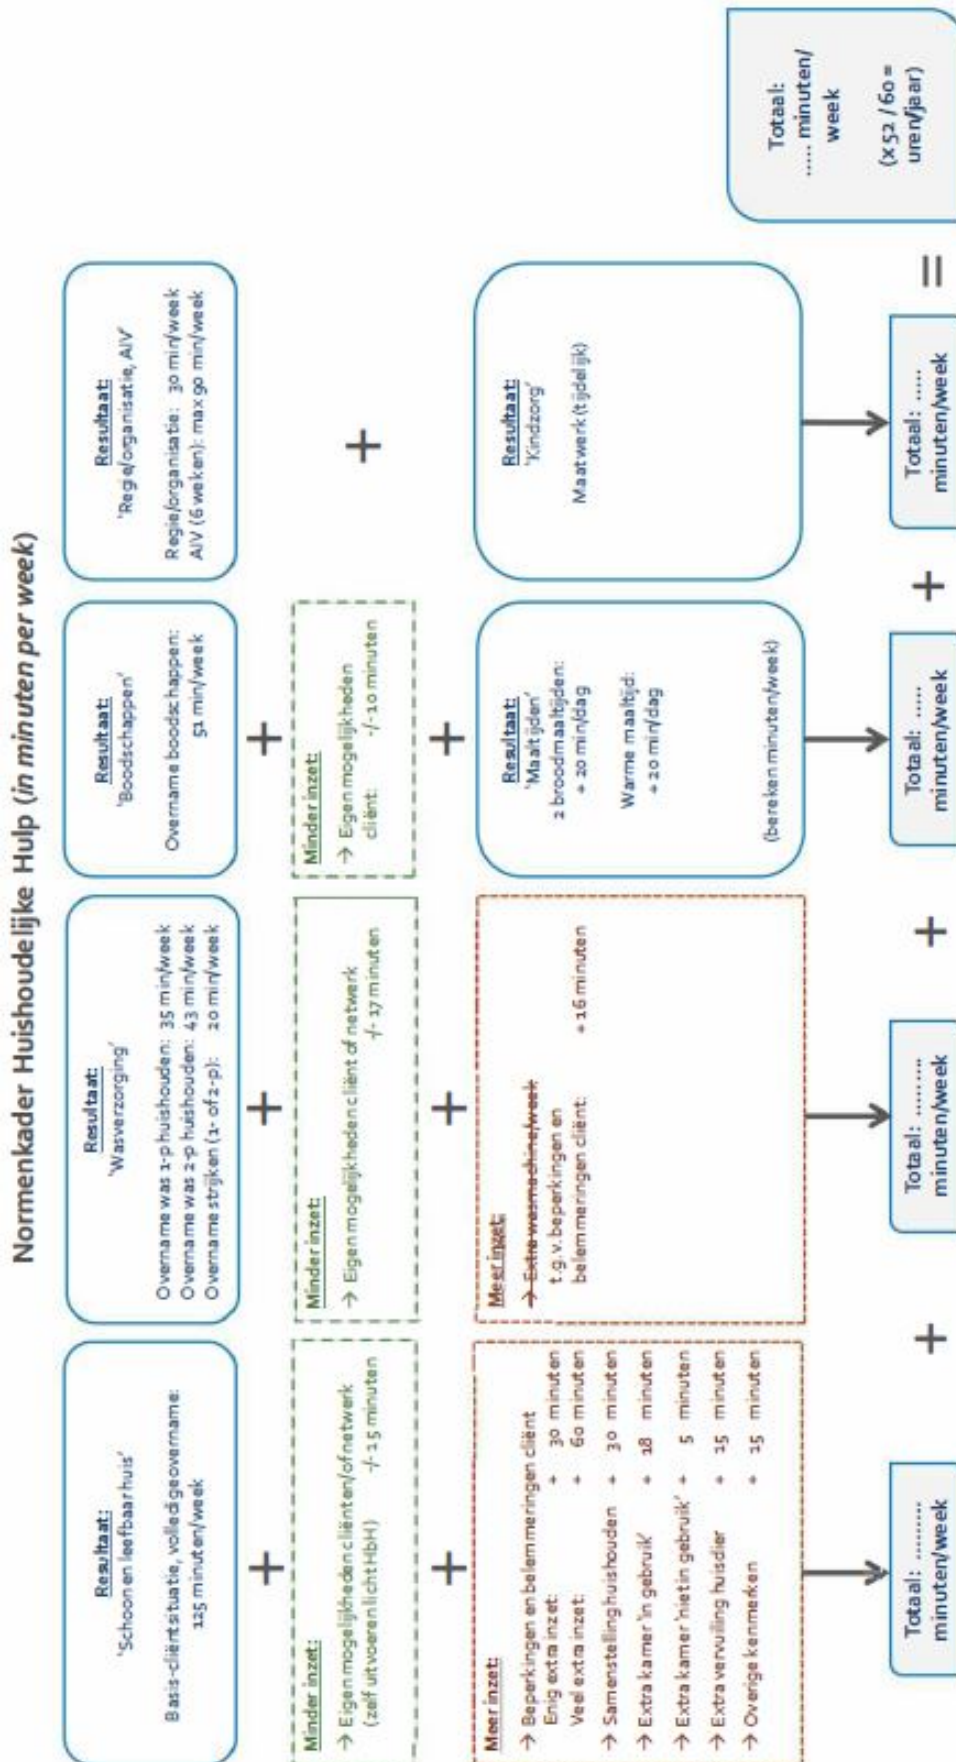 Normenkader Huishoudelijke Hulp (in minuten per week)
Resultaat:
'Schoon en leefbaar huis'
Basis-cliëntsituatie, volledige overname:
125 minuten/week
+
Minder inzet:
→ Eigen mogelijkheden cliënten/of netwerk
(zelf uitvoeren licht HbH) -/- 15 minuten
+
Meer inzet:
→ Beperkingen en belemmeringen cliënt
Enig extra inzet: + 30 minuten
Veel extra inzet: + 60 minuten
→ Samenstelling huishouden + 30 minuten
→ Extra kamer 'in gebruik' + 18 minuten
→ Extra kamer 'niet in gebruik' + 5 minuten
→ Extra vervuiling huisdier + 15 minuten
→ Overige kenmerken + 15 minuten
Totaal: .........
minuten/week
+
Resultaat:
'Wasverzorging'
Overname was 1-p huishouden: 35 min/week
Overname was 2-p huishouden: 43 min/week
Overname strijken (1- of 2-p): 20 min/week
+
Minder inzet:
→ Eigen mogelijkheden cliënt of netwerk
-/- 17 minuten
+
Meer inzet:
→ Extra wasmachine/week
t.g.v. beperkingen en
belemmeringen cliënt: + 16 minuten
Totaal: .........
minuten/week
+
Resultaat:
'Boodschappen'
Overname boodschappen:
51 min/week
+
Minder inzet:
→ Eigen mogelijkheden
cliënt: -/- 10 minuten
+
Resultaat:
'Maaltijden'
2 broodmaaltijden:
+ 20 min/dag
Warme maaltijd:
+ 20 min/dag
(bereken minuten/week)
Totaal: .....
minuten/week
+
Resultaat:
'Regie/organisatie, AIV'
Regie/organisatie: 30 min/week
AIV (6 weken): max 90 min/week
+
Resultaat:
'Kindzorg'
Maatwerk (tijdelijk)
Totaal: .....
minuten/week
=
Totaal:
..... minuten/
week
(x 52 / 60 =
uren/jaar)